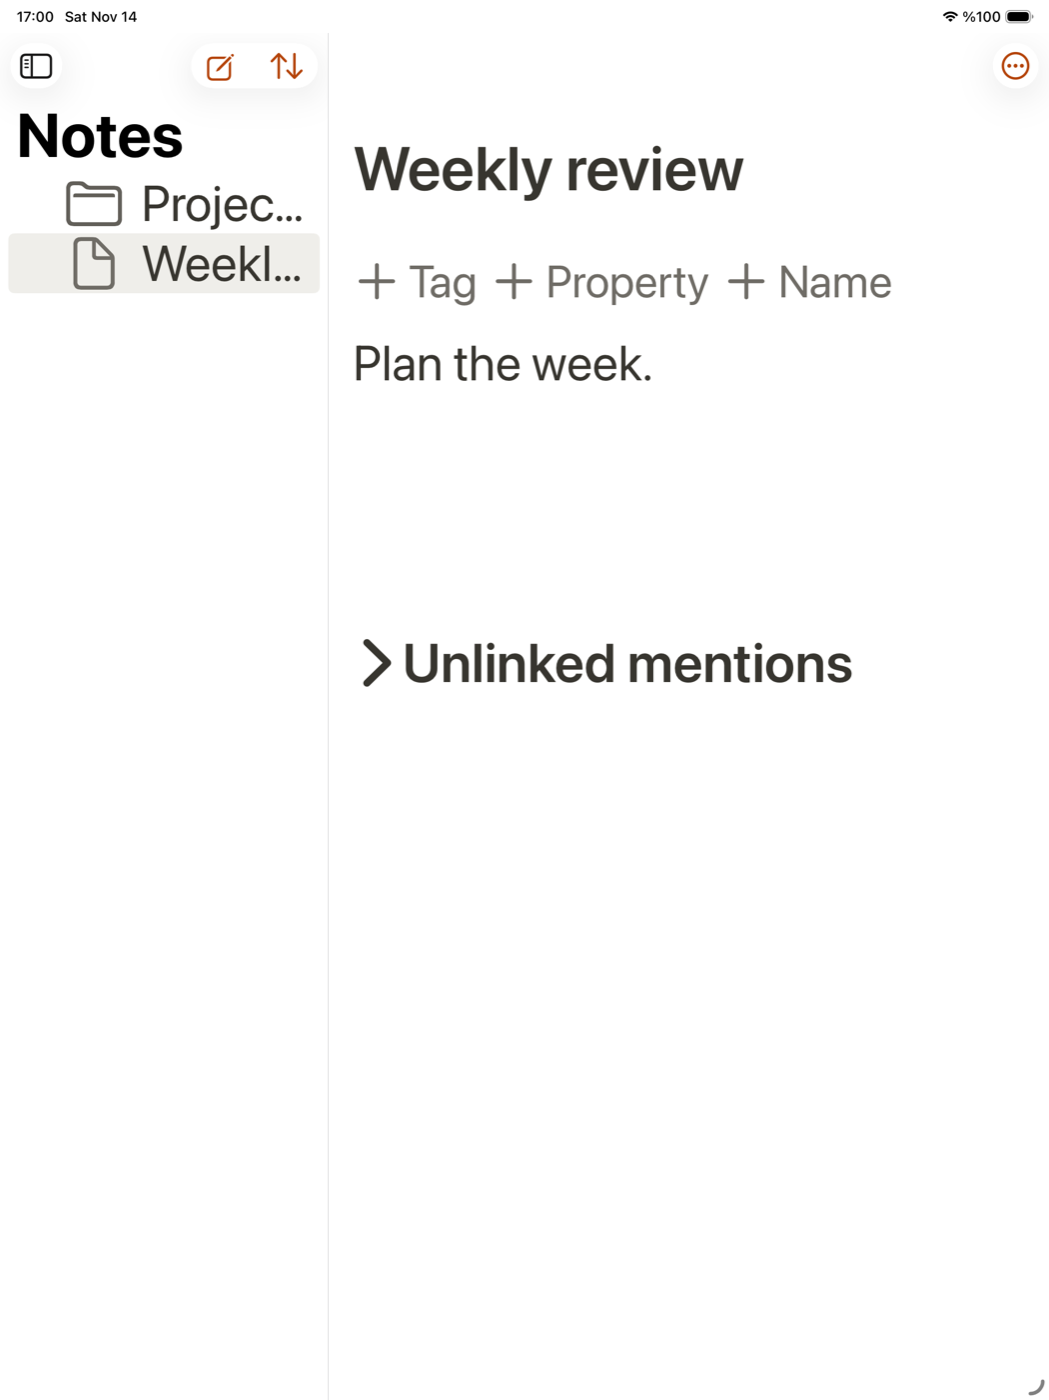 17:00 Sat Nov 14 %100
Notes
Projec...
Weekl...
Weekly review
+ Tag + Property + Name
Plan the week.
Unlinked mentions